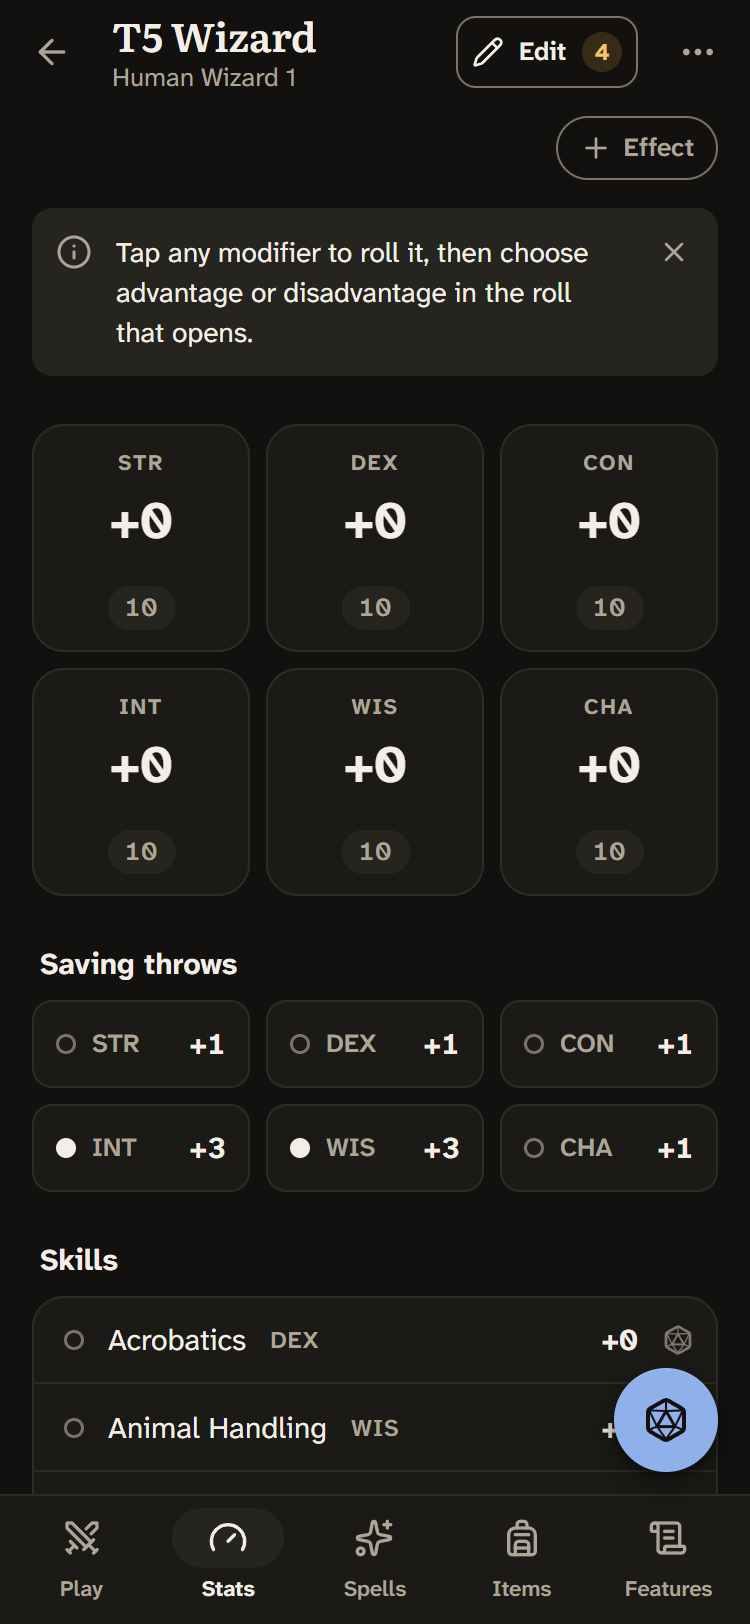 T5 Wizard
Human Wizard 1
Edit 4
Effect
Tap any modifier to roll it, then choose
advantage or disadvantage in the roll
that opens.
STR DEX CON
+0 +0 +0
10 10 10
INT WIS CHA
+0 +0 +0
10 10 10
Saving throws
STR +1 DEX +1 CON +1
INT +3 WIS +3 CHA +1
Skills
Acrobatics DEX +0
Animal Handling WIS
Play Stats Spells Items Features